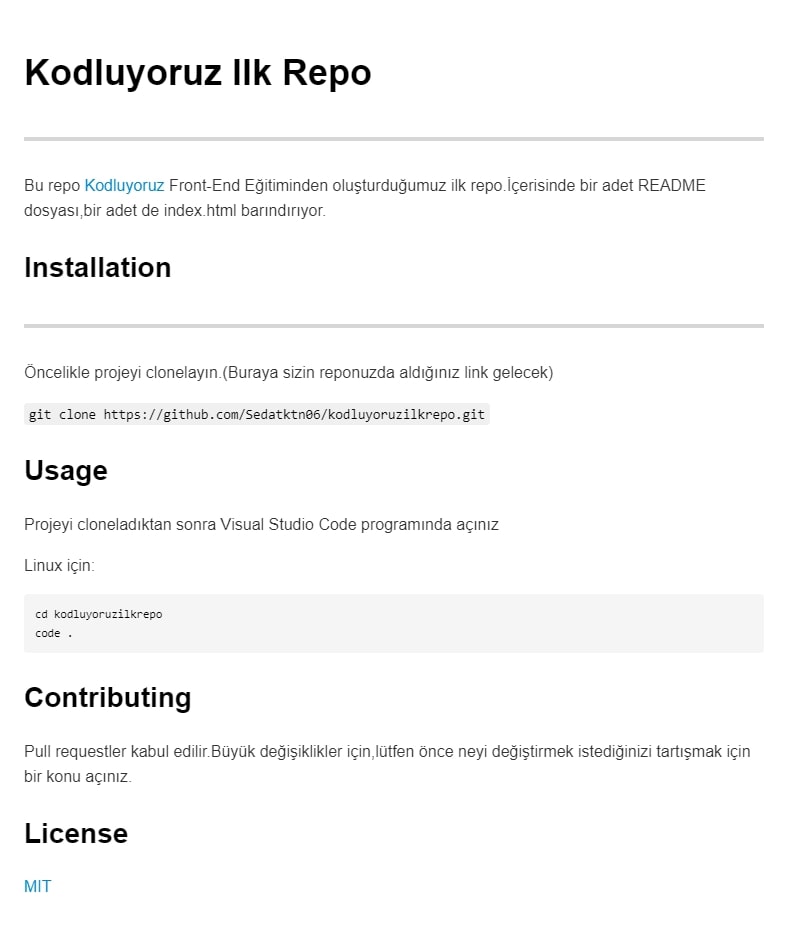 Kodluyoruz Ilk Repo
Bu repo Kodluyoruz Front-End Eğitiminden oluşturduğumuz ilk repo.İçerisinde bir adet README
dosyası,bir adet de index.html barındırıyor.
Installation
Öncelikle projeyi clonelayın.(Buraya sizin reponuzda aldığınız link gelecek)
git clone https://github.com/Sedatktn06/kodluyoruzilkrepo.git
Usage
Projeyi cloneladıktan sonra Visual Studio Code programında açınız
Linux için:
cd kodluyoruzilkrepo
code .
Contributing
Pull requestler kabul edilir.Büyük değişiklikler için,lütfen önce neyi değiştirmek istediğinizi tartışmak için
bir konu açınız.
License
MIT